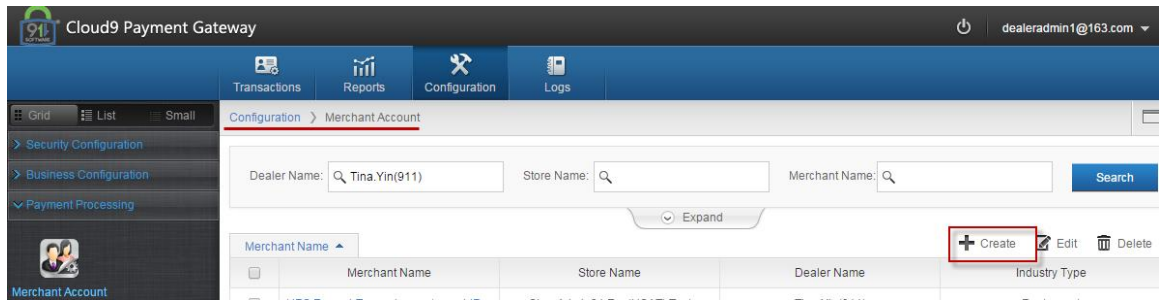 911 SOFTWARE Cloud9 Payment Gateway dealeradmin1@163.com
Transactions Reports Configuration Logs
Grid List Small Configuration > Merchant Account
> Security Configuration
> Business Configuration Dealer Name: Tina.Yin(911) Store Name: Merchant Name: Search
Payment Processing
Expand
Merchant Name Create Edit Delete
Merchant Name Store Name Dealer Name Industry Type
Merchant Account